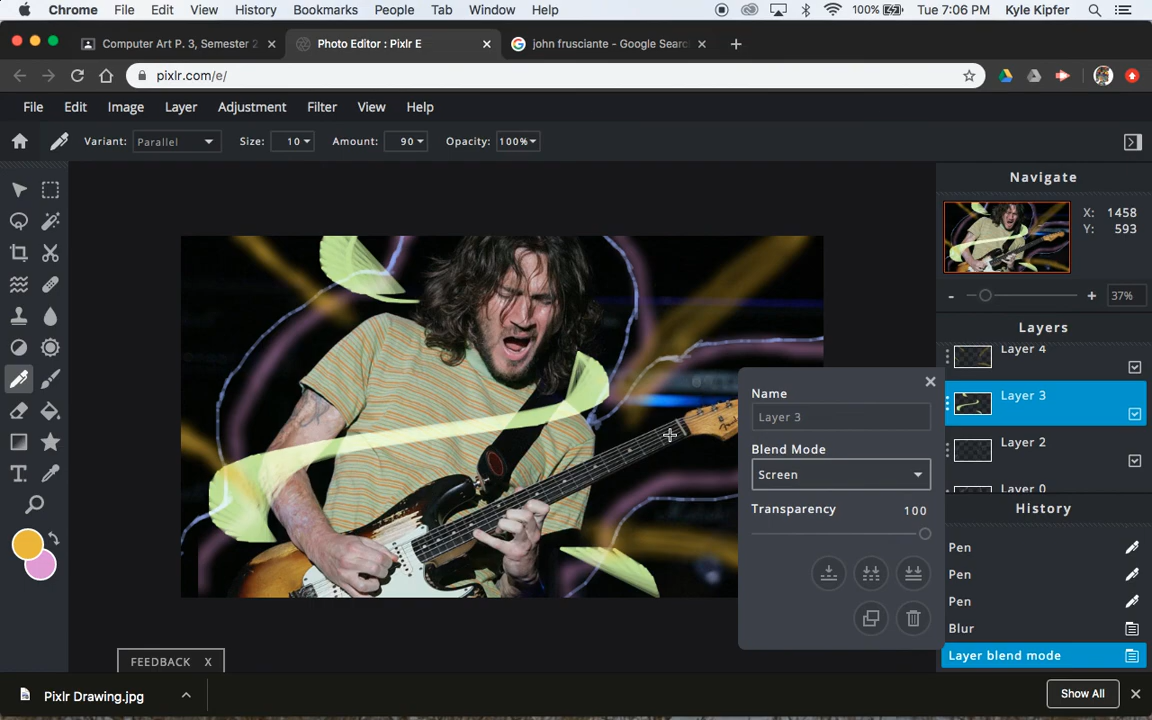 Chrome File Edit View History Bookmarks People Tab Window Help 100% Tue 7:06 PM Kyle Kipfer
Computer Art P. 3, Semester 2 Photo Editor : Pixlr E john frusciante - Google Searc
pixlr.com/e/
File Edit Image Layer Adjustment Filter View Help
Variant: Parallel Size: 10 Amount: 90 Opacity: 100%
Navigate
X: 1458
Y: 593
- + 37%
Layers
Layer 4
Layer 3
Layer 2
Layer 0
Name
Layer 3
Blend Mode
Screen
Transparency 100
History
Pen
Pen
Pen
Blur
Layer blend mode
FEEDBACK X
Pixlr Drawing.jpg Show All